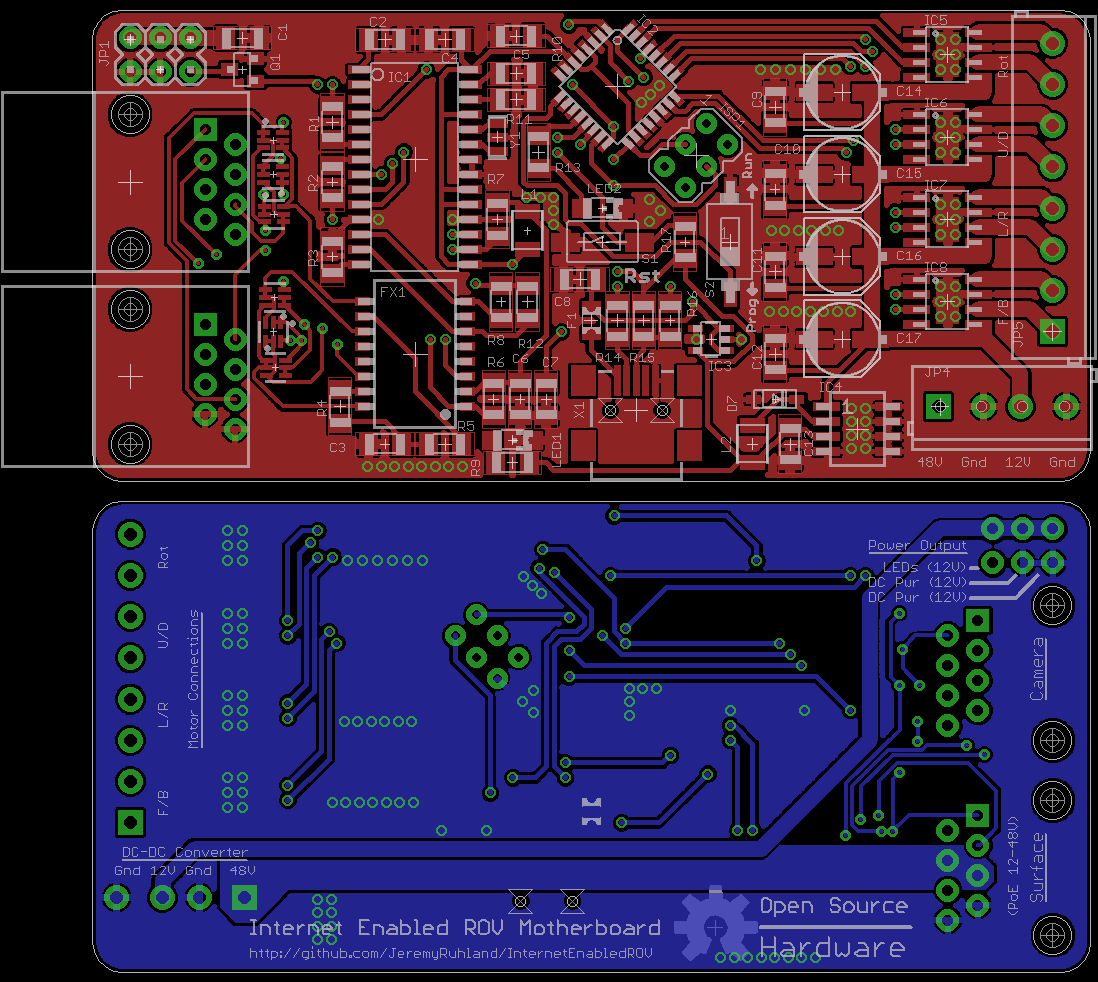 JP1
C2
C1
Q1
IC1
C4
C5
R10
IC2
IC5
Rot
C9
C14
R1
R11
Y1
R13
ISO1
IC6
U/D
C10
C15
R2
R7
L1
LED2
Run
IC7
L/R
R3
R17
S1
Rst
C11
C16
IC8
F/B
FX1
C8
F1
R16
S2
Prog
C17
JP5
R8
R12
R14
R15
IC3
C12
R6
C6
C7
R4
X1
D7
IC4
JP4
C3
R5
R9
LED1
L2
C13
48V
Gnd
12V
Gnd
Rot
U/D
L/R
F/B
Motor Connections
Power Output
LEDs (12V)
DC Pwr (12V)
DC Pwr (12V)
Camera
Surface
(PoE 12-48V)
DC-DC Converter
Gnd 12V Gnd 48V
Internet Enabled ROV Motherboard
http://github.com/JeremyRuhland/InternetEnabledROV
Open Source
Hardware